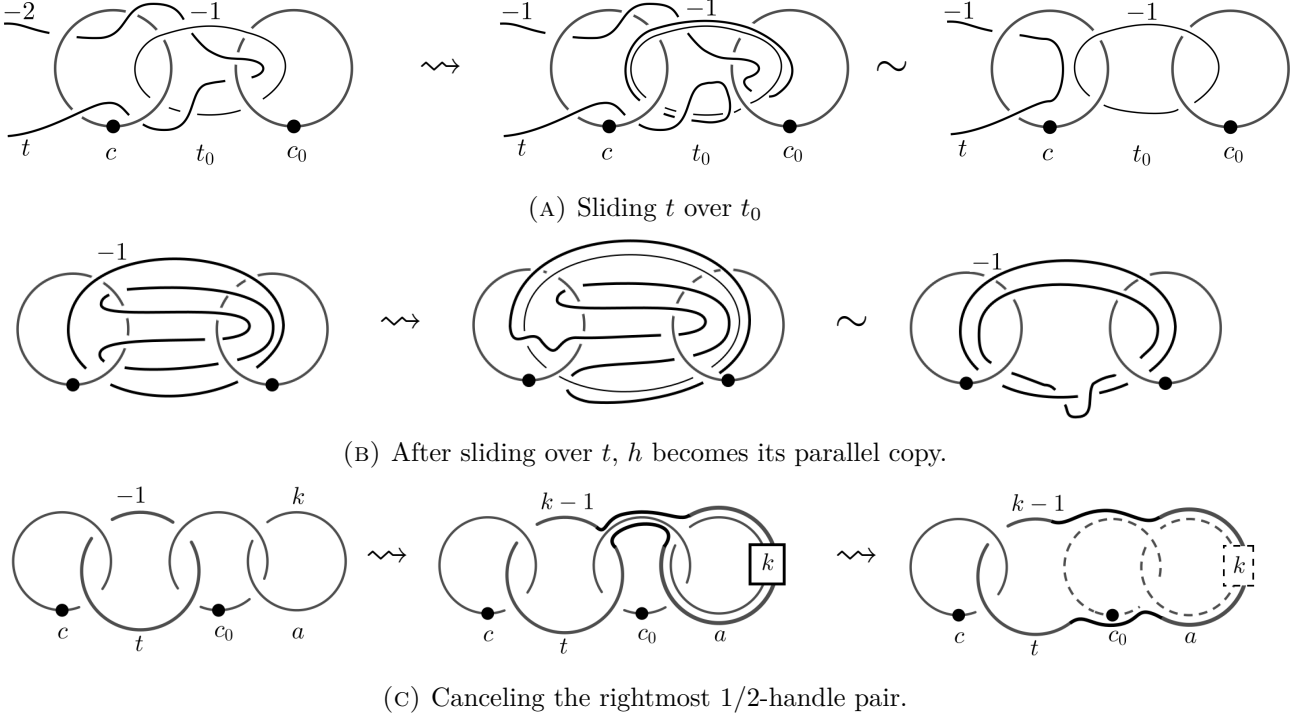 −2 −1 −1 −1 −1 −1
t c t₀ c₀ t c t₀ c₀ t c t₀ c₀
(A) Sliding t over t₀
−1 −1
(B) After sliding over t, h becomes its parallel copy.
−1 k k − 1 k − 1
k k
c t c₀ a c t c₀ a c t c₀ a
(C) Canceling the rightmost 1/2-handle pair.